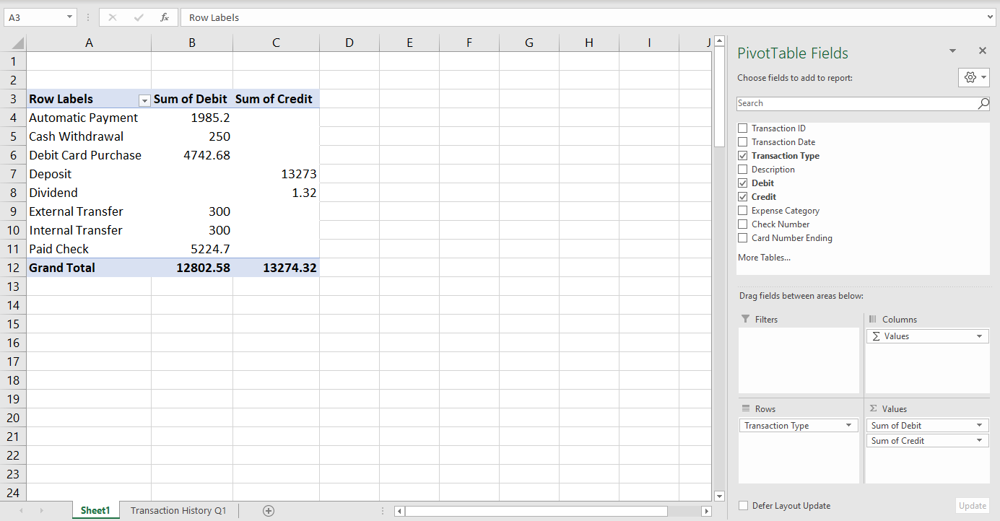 A3
fx
Row Labels
A B C D E F G H I J
1
2
3 Row Labels Sum of Debit Sum of Credit
4 Automatic Payment 1985.2
5 Cash Withdrawal 250
6 Debit Card Purchase 4742.68
7 Deposit 13273
8 Dividend 1.32
9 External Transfer 300
10 Internal Transfer 300
11 Paid Check 5224.7
12 Grand Total 12802.58 13274.32
13
14
15
16
17
18
19
20
21
22
23
24
Sheet1 Transaction History Q1
PivotTable Fields
Choose fields to add to report:
Search
Transaction ID
Transaction Date
Transaction Type
Description
Debit
Credit
Expense Category
Check Number
Card Number Ending
More Tables...
Drag fields between areas below:
Filters
Columns
Σ Values
Rows
Transaction Type
Σ Values
Sum of Debit
Sum of Credit
Defer Layout Update
Update